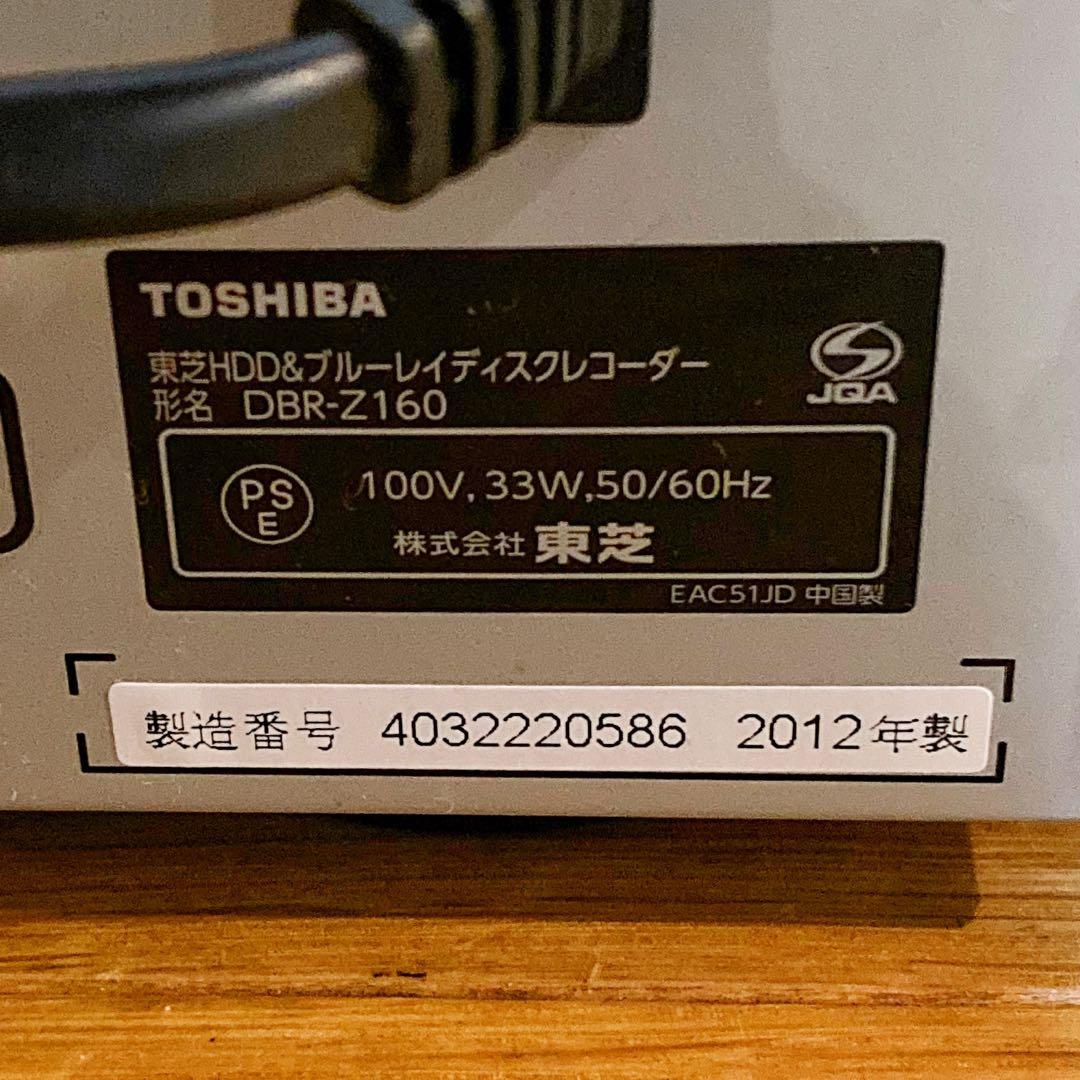 TOSHIBA
東芝HDD&ブルーレイディスクレコーダー
形名 DBR-Z160
JQA
PS
E
100V,33W,50/60Hz
株式会社 東芝
EAC51JD 中国製
製造番号 4032220586 2012年製